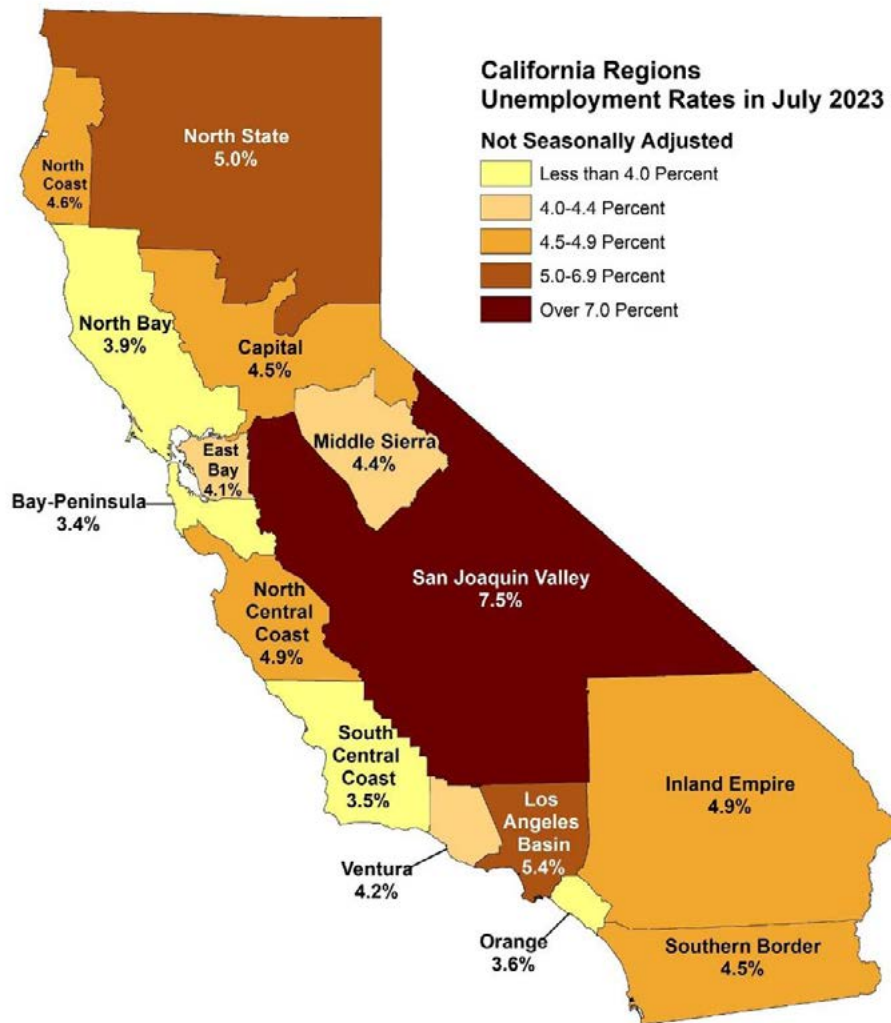 California Regions
Unemployment Rates in July 2023
Not Seasonally Adjusted
Less than 4.0 Percent
4.0-4.4 Percent
4.5-4.9 Percent
5.0-6.9 Percent
Over 7.0 Percent
North State
5.0%
North
Coast
4.6%
North Bay
3.9%
Capital
4.5%
Middle Sierra
4.4%
East
Bay
4.1%
Bay-Peninsula
3.4%
San Joaquin Valley
7.5%
North
Central
Coast
4.9%
South
Central
Coast
3.5%
Inland Empire
4.9%
Los
Angeles
Basin
5.4%
Ventura
4.2%
Orange
3.6%
Southern Border
4.5%